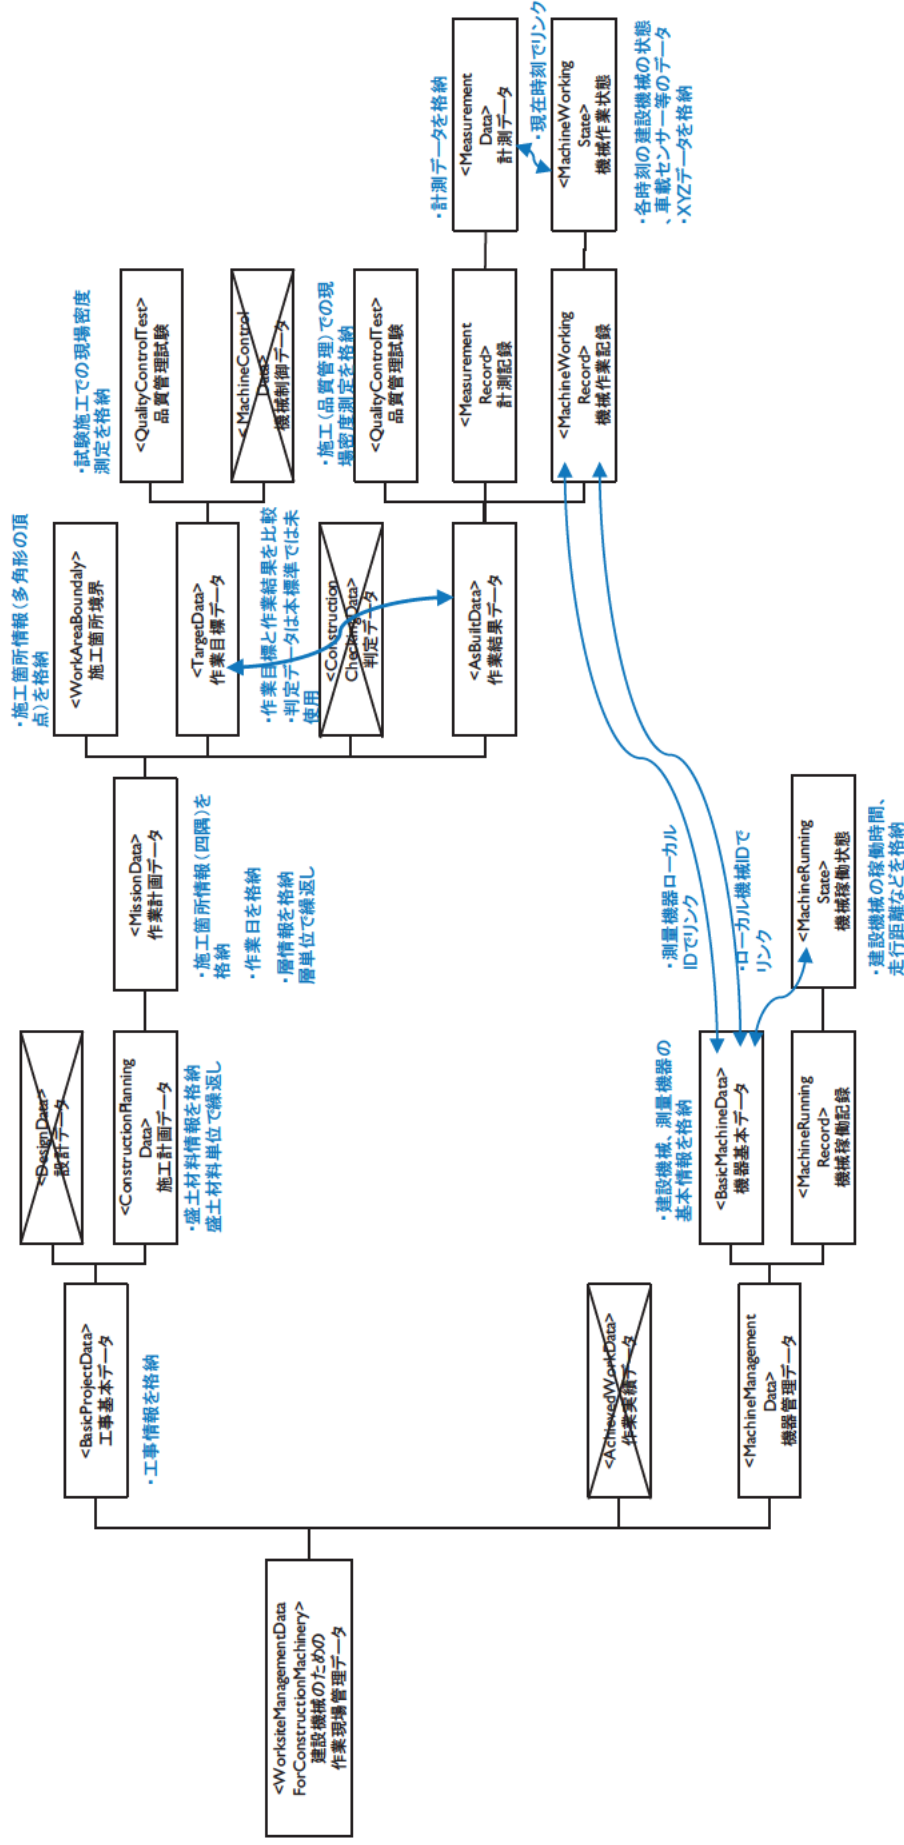 <WorksiteManagementData
ForConstructionMachinery>
建設機械のための
作業現場管理データ
<BasicProjectData>
工事基本データ
・工事情報を格納
<AchievedWorkData>
作業実績データ
<MachineManagement
Data>
機器管理データ
<DesignData>
設計データ
<ConstructionPlanning
Data>
施工計画データ
・盛土材料情報を格納
盛土材料単位で繰返し
・建設機械、測量機器の
基本情報を格納
<BasicMachineData>
機器基本データ
<MachineRunning
Record>
機械稼働記録
<MissionData>
作業計画データ
・施工箇所情報(四隅)を
格納
・作業日を格納
・層情報を格納
層単位で繰返し
・測量機器ローカル
IDでリンク
・ローカル機械IDで
リンク
<MachineRunning
State>
機械稼働状態
・建設機械の稼働時間、
走行距離などを格納
・施工箇所情報(多角形の頂
点)を格納
<WorkAreaBoundaly>
施工箇所境界
<TargetData>
作業目標データ
・作業目標と作業結果を比較
・判定データは本標準では未
使用
<Construction
CheckingData>
判定データ
<AsBuiltData>
作業結果データ
・試験施工での現場密度
測定を格納
<QualityControlTest>
品質管理試験
<MachineControl
Data>
機械制御データ
・施工(品質管理)での現
場密度測定を格納
<QualityControlTest>
品質管理試験
<Measurement
Record>
計測記録
<MachineWorking
Record>
機械作業記録
・計測データを格納
<Measurement
Data>
計測データ
・現在時刻でリンク
<MachineWorking
State>
機械作業状態
・各時刻の建設機械の状態
、車載センサー等のデータ
・XYZデータを格納